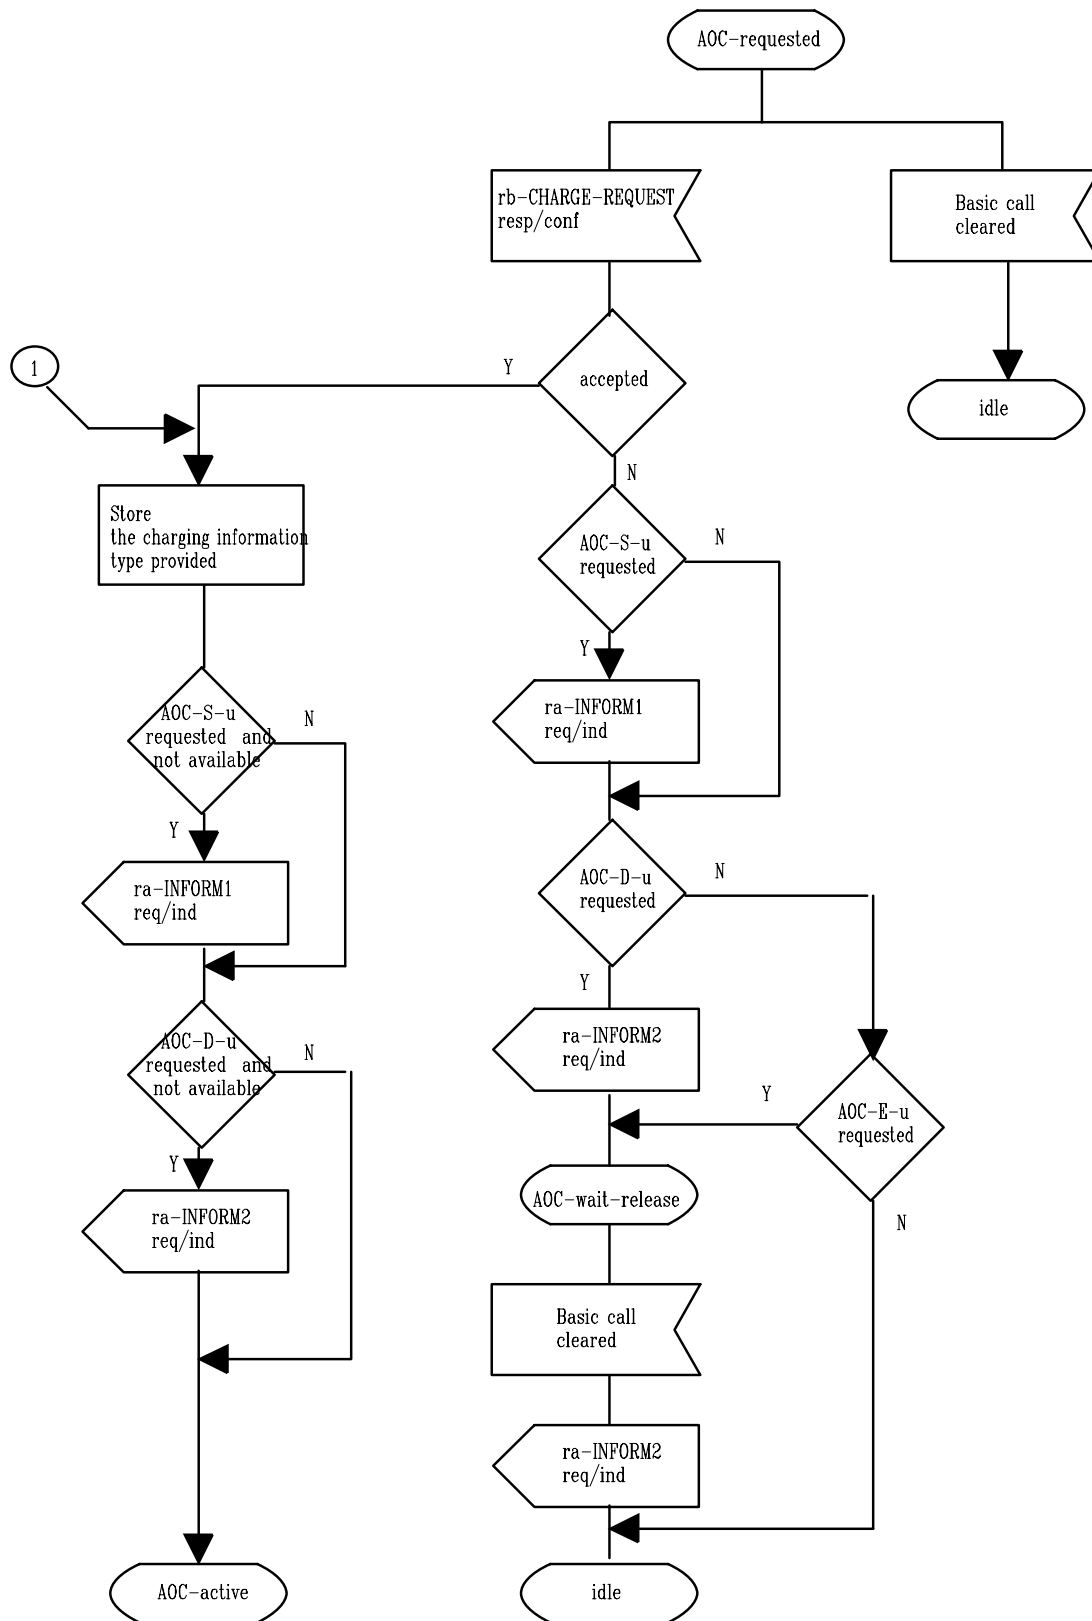 AOC-requested
rb-CHARGE-REQUEST
resp/conf
Basic call
cleared
1
Y
accepted
idle
N
Store
the charging information
type provided
AOC-S-u
requested
N
Y
AOC-S-u
requested and
not available
N
ra-INFORM1
req/ind
Y
ra-INFORM1
req/ind
AOC-D-u
requested
N
Y
AOC-D-u
requested and
not available
N
ra-INFORM2
req/ind
Y
AOC-E-u
requested
Y
AOC-wait-release
N
ra-INFORM2
req/ind
Basic call
cleared
ra-INFORM2
req/ind
AOC-active
idle